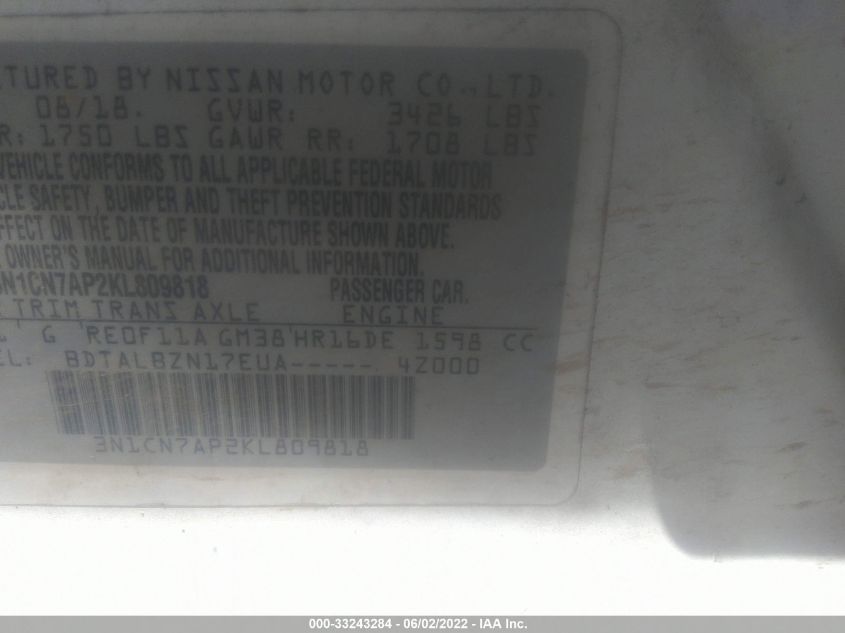 TURED BY NISSAN MOTOR CO., LTD.
08/18. GVWR: 3426 LBS
R: 1750 LBS GAWR RR: 1708 LBS
VEHICLE CONFORMS TO ALL APPLICABLE FEDERAL MOTOR
CLE SAFETY, BUMPER AND THEFT PREVENTION STANDARDS
FFECT ON THE DATE OF MANUFACTURE SHOWN ABOVE.
OWNER'S MANUAL FOR ADDITIONAL INFORMATION.
3N1CN7AP2KL809818 PASSENGER CAR.
TRIM TRANS AXLE ENGINE
G RE0F11A GM38 HR16DE 1598 CC
EL: BDTALBZN17EUA----- 4Z000
3N1CN7AP2KL809818
000-33243284 - 06/02/2022 - IAA Inc.